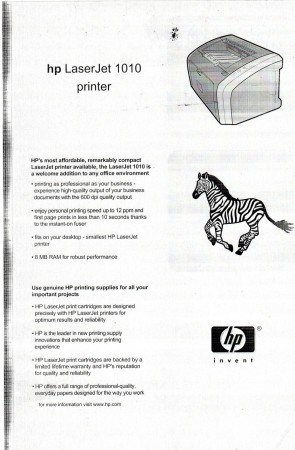 hp LaserJet 1010
printer
HP's most affordable, remarkably compact
LaserJet printer available, the LaserJet 1010 is
a welcome addition to any office environment
• printing as professional as your business -
experience high-quality output of your business
documents with the 600 dpi quality output
• enjoy personal printing speed up to 12 ppm and
first page prints in less than 10 seconds thanks
to the instant-on fuser
• fits on your desktop - smallest HP LaserJet
printer
• 8 MB RAM for robust performance
Use genuine HP printing supplies for all your
important projects
• HP LaserJet print cartridges are designed
precisely with HP LaserJet printers for
optimum results and reliability
• HP is the leader in new printing supply
innovations that enhance your printing
experience
• HP LaserJet print cartridges are backed by a
limited lifetime warranty and HP's reputation
for quality and reliability
• HP offers a full range of professional-quality,
everyday papers designed for the way you work
for more information visit www.hp.com
hp ®
invent